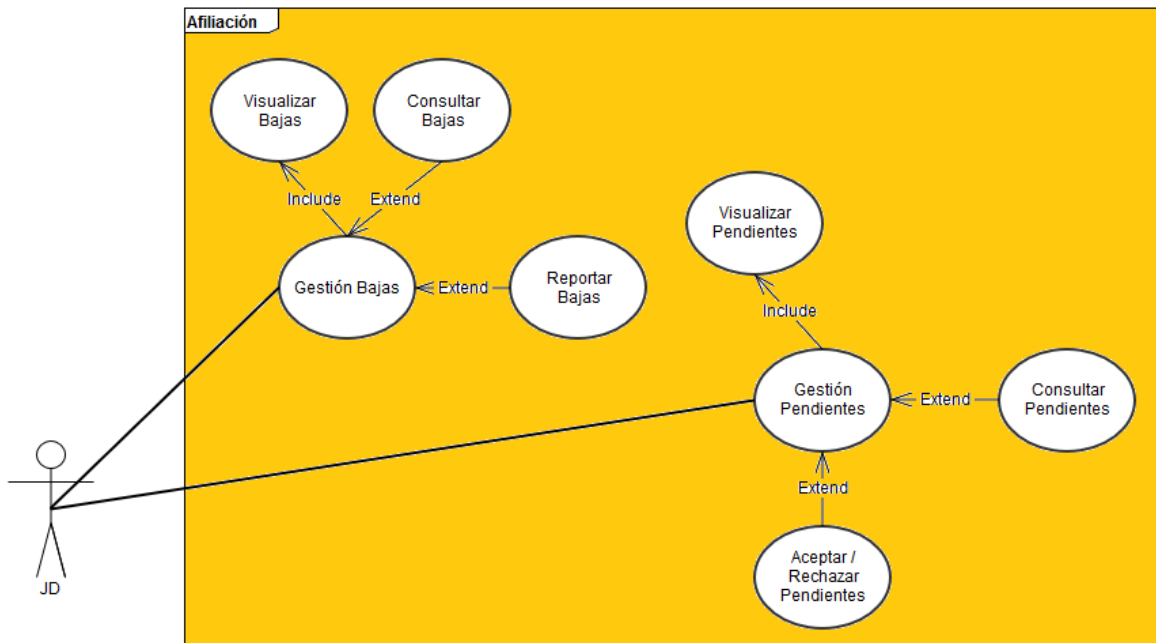 Afiliación
Visualizar
Bajas
Consultar
Bajas
Include
Extend
Gestión Bajas
Extend
Reportar
Bajas
Visualizar
Pendientes
Include
Gestión
Pendientes
Extend
Consultar
Pendientes
Extend
Aceptar /
Rechazar
Pendientes
JD